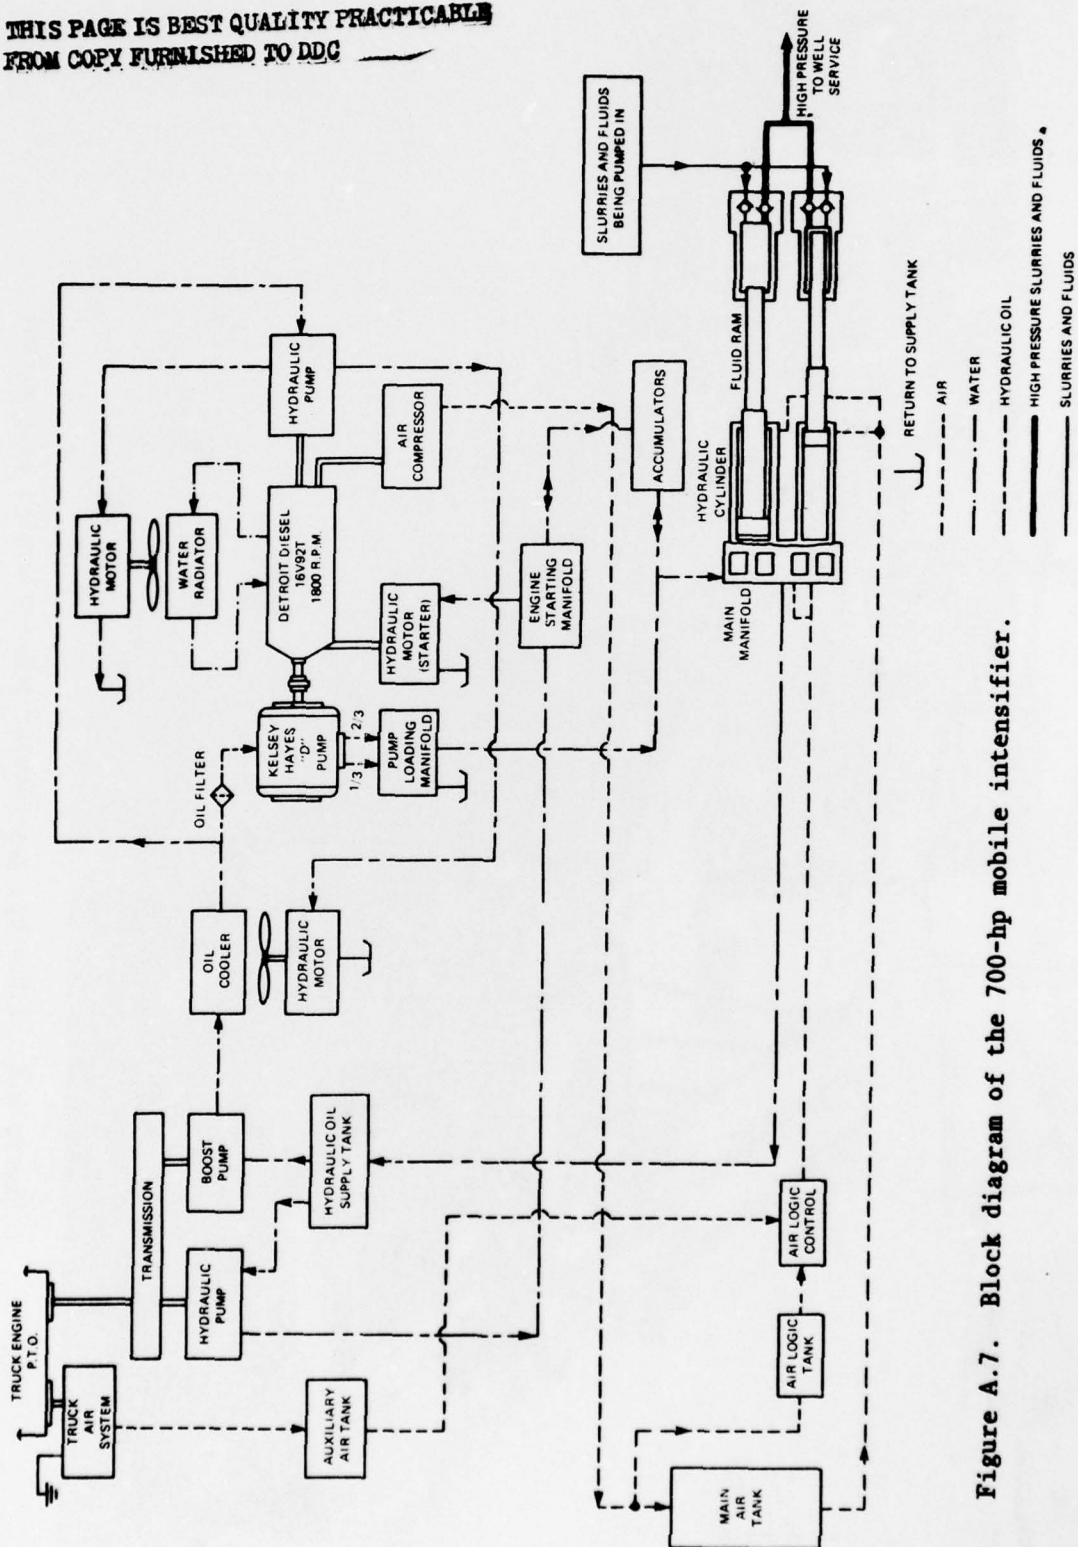 THIS PAGE IS BEST QUALITY PRACTICABLE
FROM COPY FURNISHED TO DDC
TRUCK ENGINE
P.T.O.
TRUCK
AIR
SYSTEM
TRANSMISSION
HYDRAULIC
PUMP
BOOST
PUMP
AUXILIARY
AIR TANK
HYDRAULIC OIL
SUPPLY TANK
OIL
COOLER
HYDRAULIC
MOTOR
OIL FILTER
KELSEY
HAYES
"D"
PUMP
1/3
2/3
PUMP
LOADING
MANIFOLD
HYDRAULIC
MOTOR
WATER
RADIATOR
DETROIT DIESEL
16V92T
1800 R.P.M.
HYDRAULIC
MOTOR
(STARTER)
HYDRAULIC
PUMP
AIR
COMPRESSOR
ENGINE
STARTING
MANIFOLD
ACCUMULATORS
SLURRIES AND FLUIDS
BEING PUMPED IN
HIGH PRESSURE
TO WELL
SERVICE
FLUID RAM
HYDRAULIC
CYLINDER
MAIN
MANIFOLD
MAIN
AIR
TANK
AIR LOGIC
TANK
AIR LOGIC
CONTROL
RETURN TO SUPPLY TANK
AIR
WATER
HYDRAULIC OIL
HIGH PRESSURE SLURRIES AND FLUIDS
SLURRIES AND FLUIDS
Figure A.7. Block diagram of the 700-hp mobile intensifier.